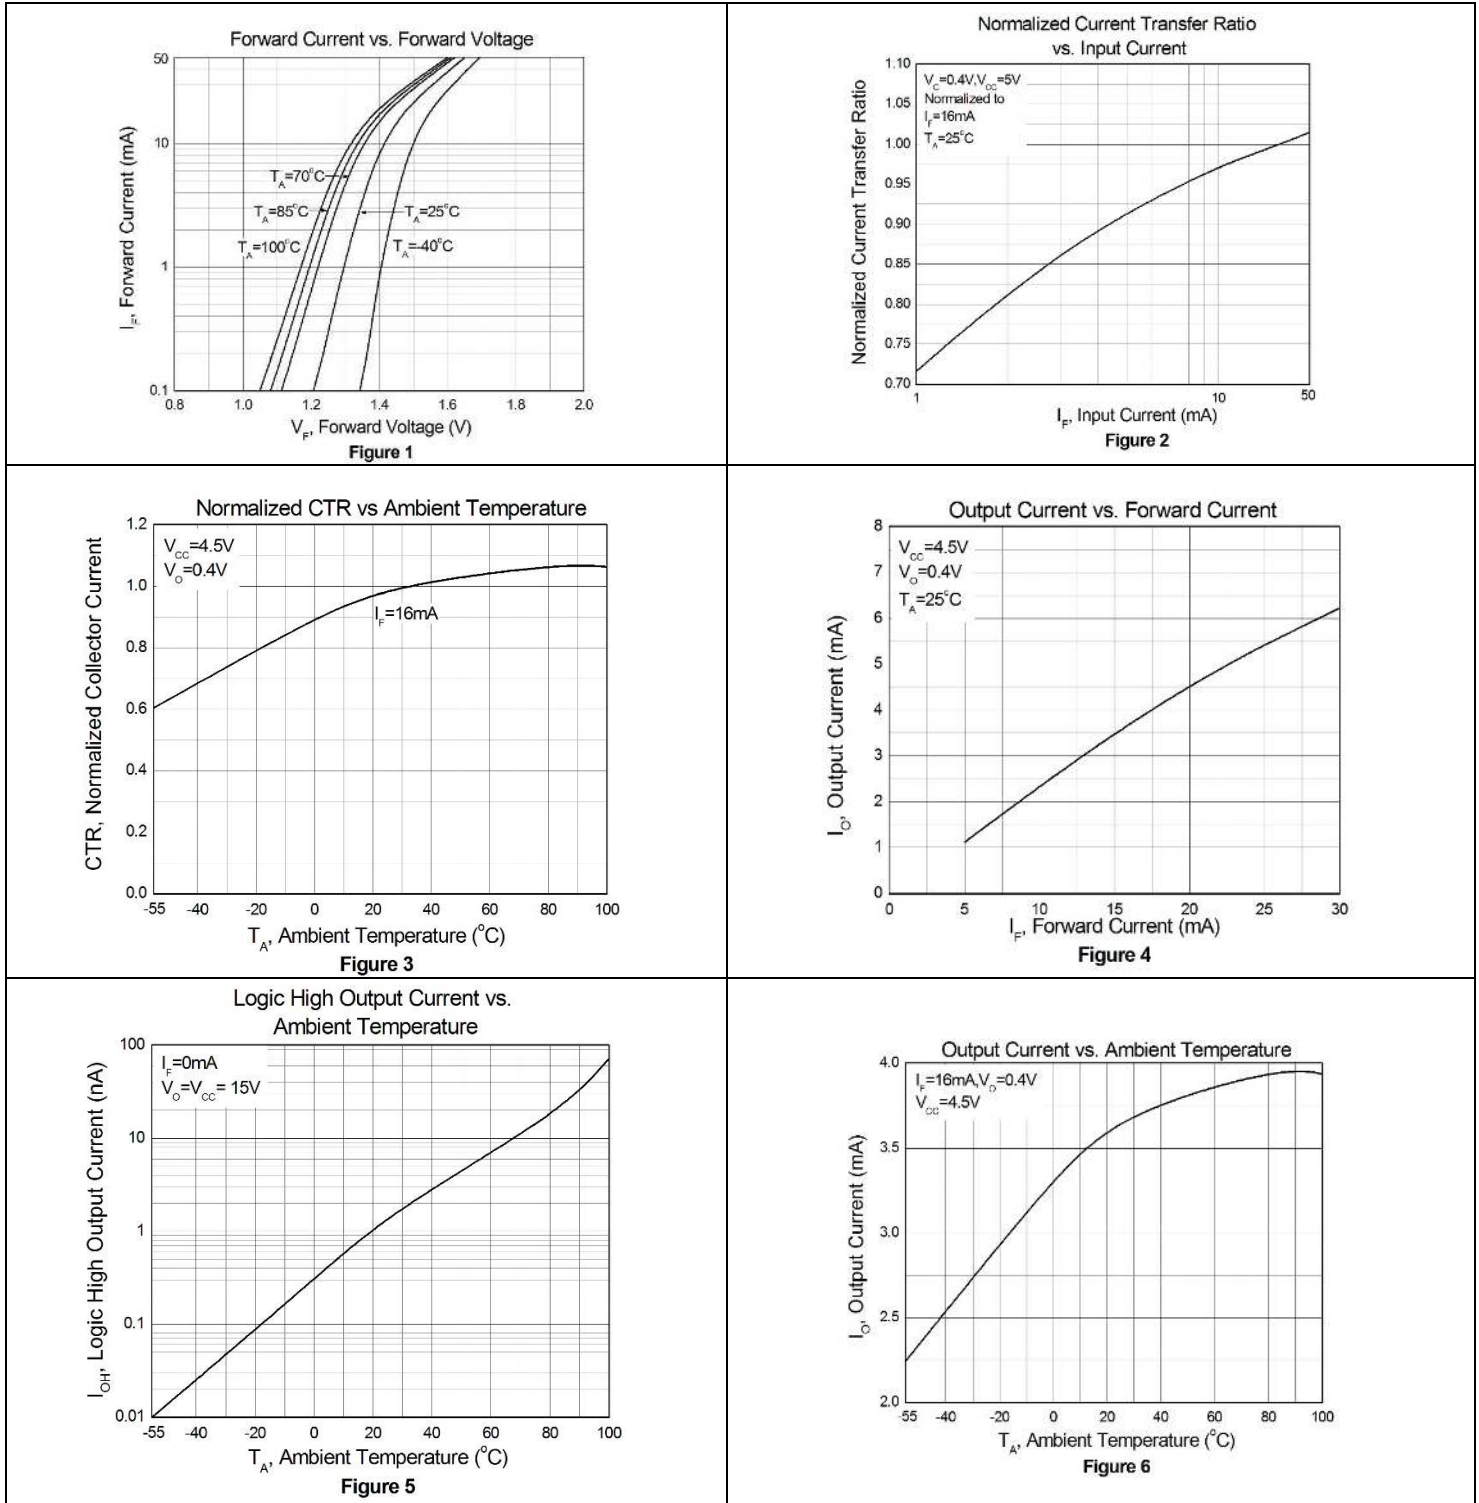 Forward Current vs. Forward Voltage
50
10
1
0.1
I_F, Forward Current (mA)
T_A=70°C
T_A=85°C
T_A=25°C
T_A=100°C
T_A=-40°C
0.8 1.0 1.2 1.4 1.6 1.8 2.0
V_F, Forward Voltage (V)
Figure 1
Normalized Current Transfer Ratio
vs. Input Current
1.10
1.05
1.00
0.95
0.90
0.85
0.80
0.75
0.70
Normalized Current Transfer Ratio
V_C=0.4V,V_CC=5V
Normalized to
I_F=16mA
T_A=25°C
1 10 50
I_F, Input Current (mA)
Figure 2
Normalized CTR vs Ambient Temperature
1.2
1.0
0.8
0.6
0.4
0.2
0.0
CTR, Normalized Collector Current
V_CC=4.5V
V_O=0.4V
I_F=16mA
-55 -40 -20 0 20 40 60 80 100
T_A, Ambient Temperature (°C)
Figure 3
Output Current vs. Forward Current
8
7
6
5
4
3
2
1
0
I_O, Output Current (mA)
V_CC=4.5V
V_O=0.4V
T_A=25°C
0 5 10 15 20 25 30
I_F, Forward Current (mA)
Figure 4
Logic High Output Current vs.
Ambient Temperature
100
10
1
0.1
0.01
I_OH, Logic High Output Current (nA)
I_F=0mA
V_O=V_CC= 15V
-55 -40 -20 0 20 40 60 80 100
T_A, Ambient Temperature (°C)
Figure 5
Output Current vs. Ambient Temperature
4.0
3.5
3.0
2.5
2.0
I_O, Output Current (mA)
I_F=16mA,V_O=0.4V
V_CC=4.5V
-55 -40 -20 0 20 40 60 80 100
T_A, Ambient Temperature (°C)
Figure 6